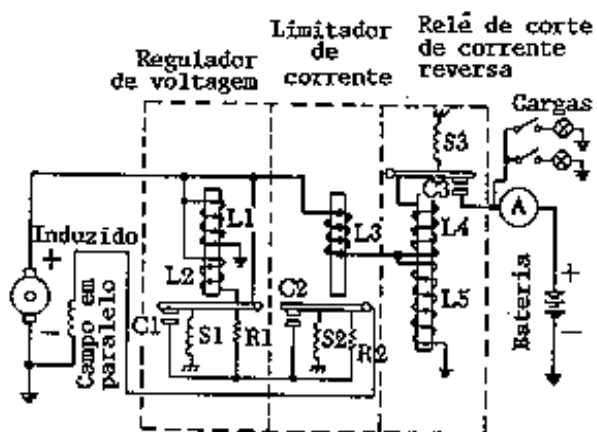 Regulador
de voltagem
Limitador
de
corrente
Relé de corte
de corrente
reversa
Cargas
S3
C3
A
L1
L2
L3
L4
L5
Induzido
+
-
Campo em
paralelo
C1
S1
R1
C2
S2
R2
Bateria
+
-